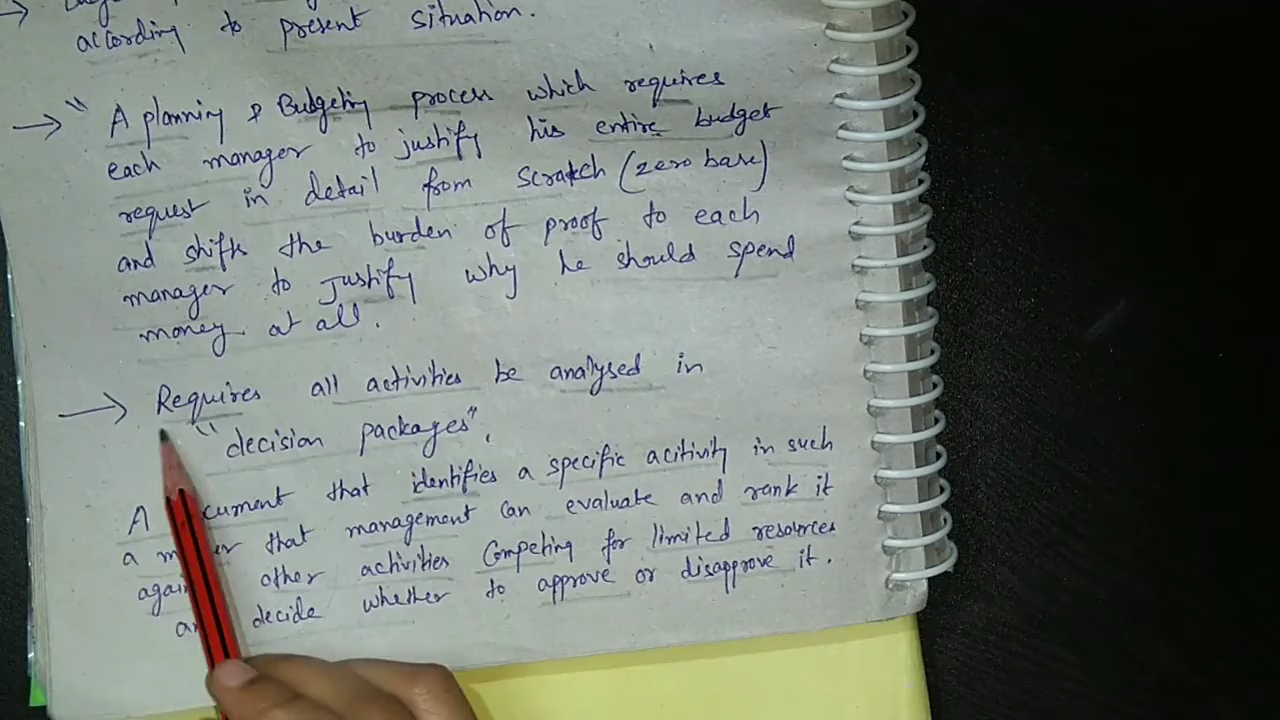 according to present situation.
→ " A planning & Budgeting process which requires
each manager to justify his entire budget
request in detail from scratch (zero base)
and shifts the burden of proof to each
manager to justify why he should spend
money at all.
→ Requires all activities be analysed in
"decision packages".
A cument that identifies a specific acitivity in such
a that management can evaluate and rank it
other activities Competing for limited resources
decide whether to approve or disapprove it.